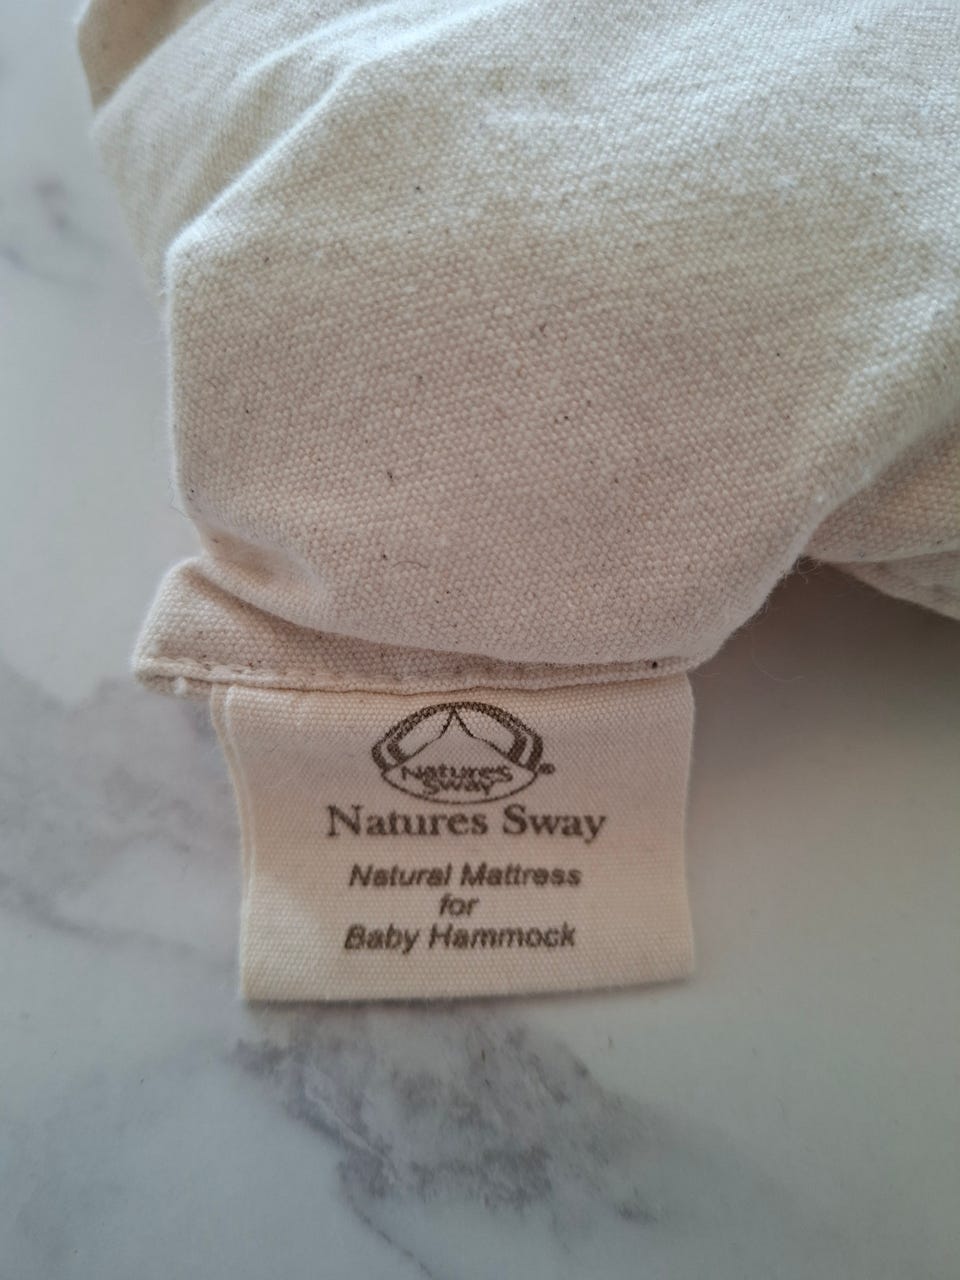 Natures
Sway®
Natures Sway
Natural Mattress
for
Baby Hammock